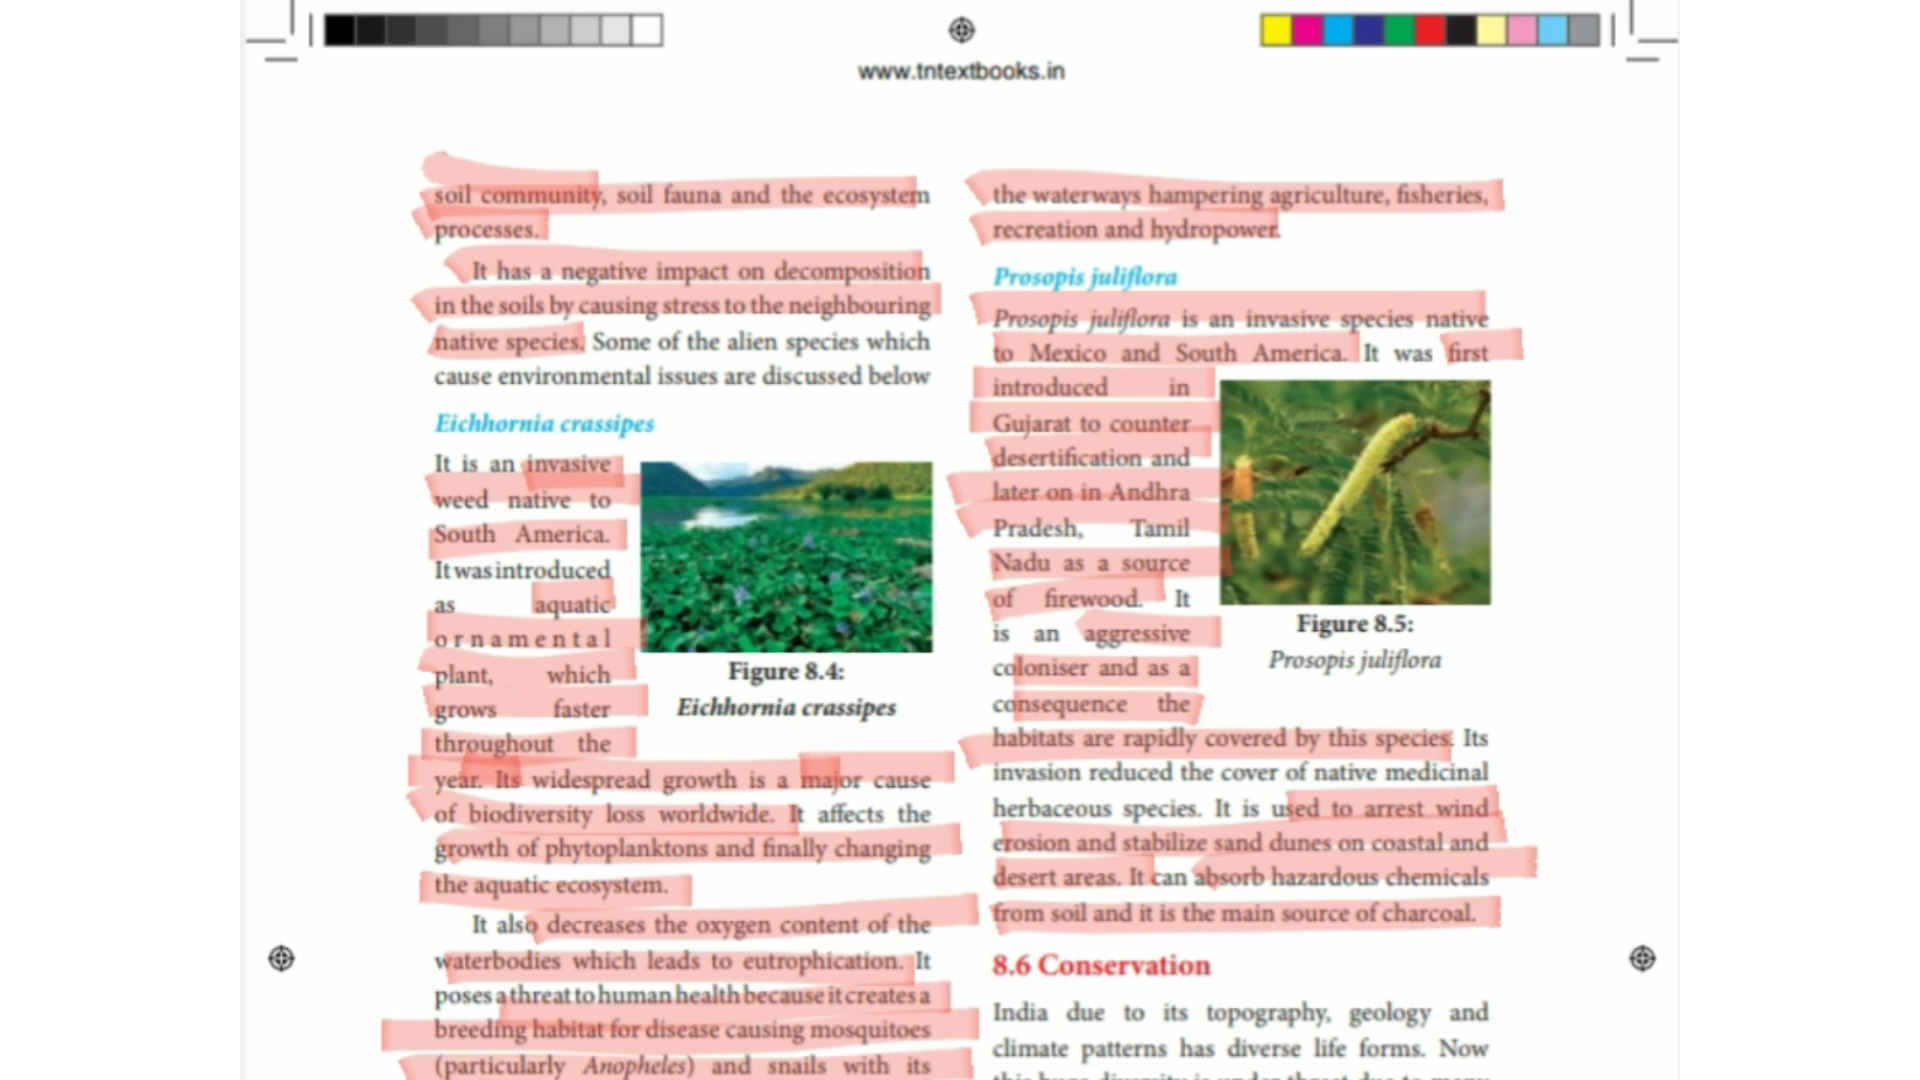 www.tntextbooks.in
soil community, soil fauna and the ecosystem
processes.
It has a negative impact on decomposition
in the soils by causing stress to the neighbouring
native species. Some of the alien species which
cause environmental issues are discussed below
Eichhornia crassipes
It is an invasive
weed native to
South America.
It was introduced
as aquatic
ornamental
plant, which
grows faster
throughout the
year. Its widespread growth is a major cause
of biodiversity loss worldwide. It affects the
growth of phytoplanktons and finally changing
the aquatic ecosystem.
Figure 8.4:
Eichhornia crassipes
It also decreases the oxygen content of the
waterbodies which leads to eutrophication. It
poses a threat to human health because it creates a
breeding habitat for disease causing mosquitoes
(particularly Anopheles) and snails with its
the waterways hampering agriculture, fisheries,
recreation and hydropower.
Prosopis juliflora
Prosopis juliflora is an invasive species native
to Mexico and South America. It was first
introduced in
Gujarat to counter
desertification and
later on in Andhra
Pradesh, Tamil
Nadu as a source
of firewood. It
is an aggressive
coloniser and as a
consequence the
habitats are rapidly covered by this species. Its
invasion reduced the cover of native medicinal
herbaceous species. It is used to arrest wind
erosion and stabilize sand dunes on coastal and
desert areas. It can absorb hazardous chemicals
from soil and it is the main source of charcoal.
Figure 8.5:
Prosopis juliflora
8.6 Conservation
India due to its topography, geology and
climate patterns has diverse life forms. Now